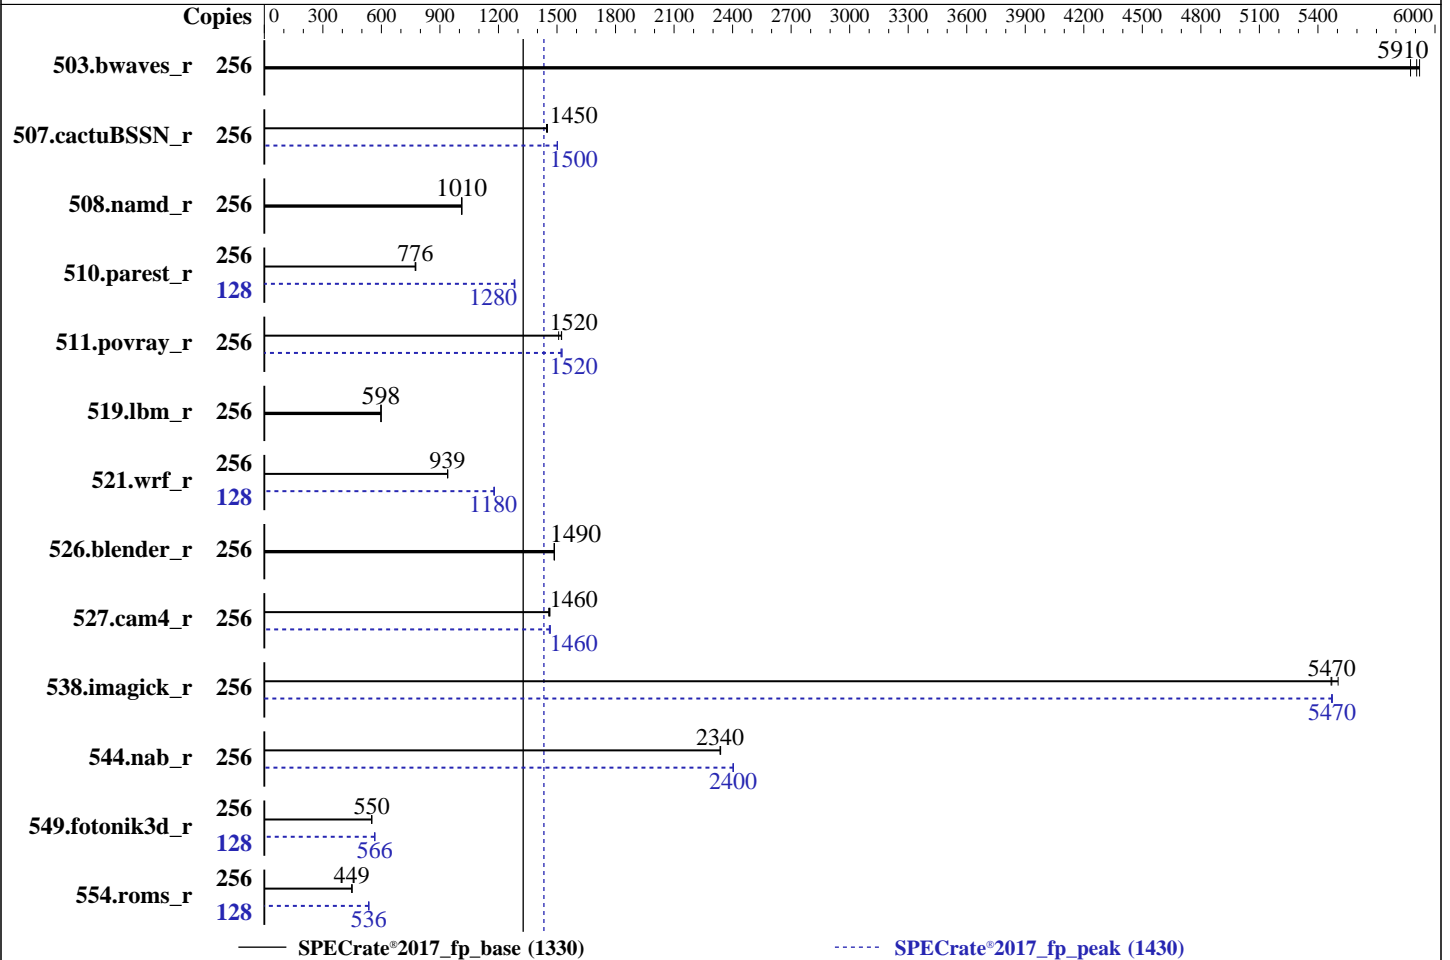 Copies 0 300 600 900 1200 1500 1800 2100 2400 2700 3000 3300 3600 3900 4200 4500 4800 5100 5400 6000
503.bwaves_r 256 5910
507.cactuBSSN_r 256 1450
1500
508.namd_r 256 1010
510.parest_r 256 776
128 1280
511.povray_r 256 1520
1520
519.lbm_r 256 598
521.wrf_r 256 939
128 1180
526.blender_r 256 1490
527.cam4_r 256 1460
1460
538.imagick_r 256 5470
5470
544.nab_r 256 2340
2400
549.fotonik3d_r 256 550
128 566
554.roms_r 256 449
128 536
SPECrate®2017_fp_base (1330) SPECrate®2017_fp_peak (1430)